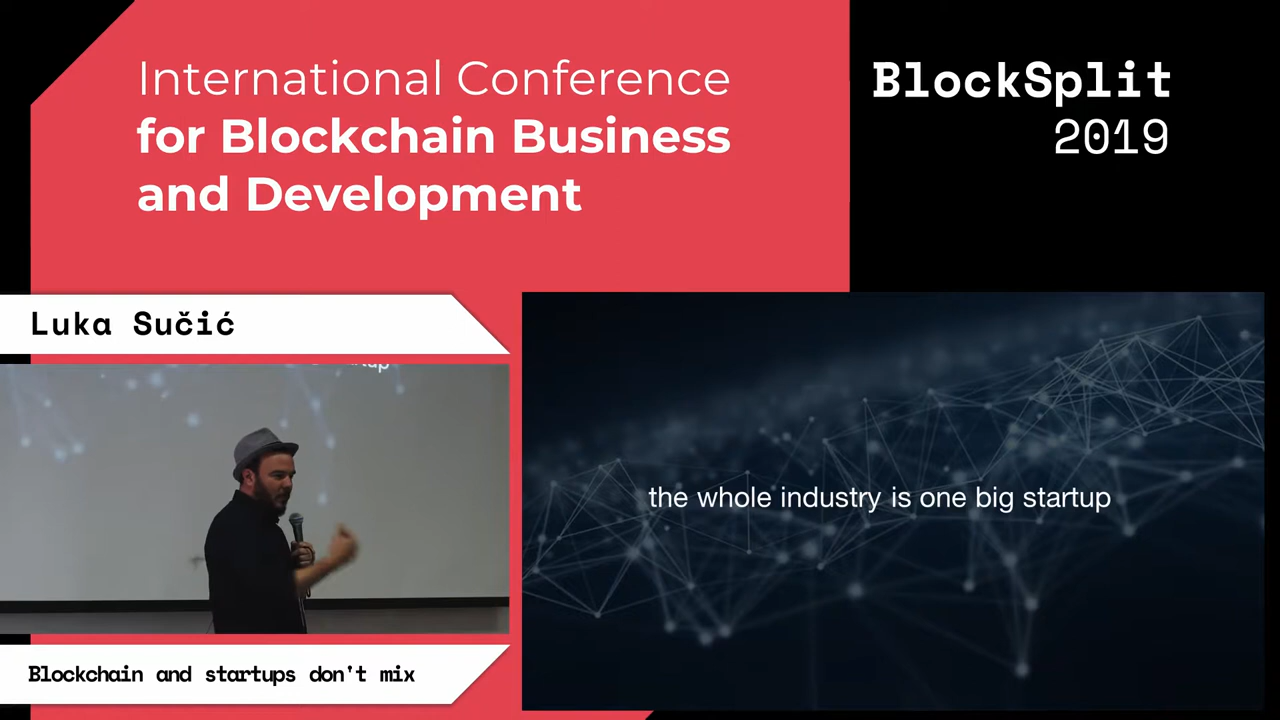 International Conference
for Blockchain Business
and Development
BlockSplit
2019
Luka Sučić
the whole industry is one big startup
Blockchain and startups don't mix